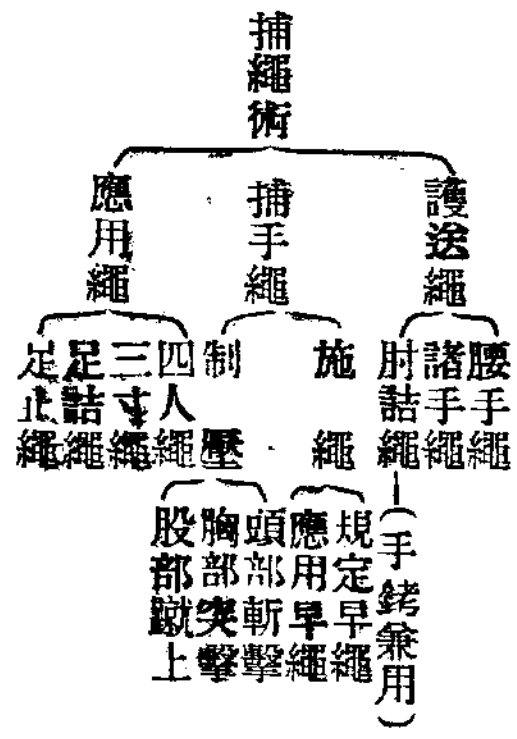 捕繩術
護送繩
捕手繩
應用繩
腰手繩
諸手繩
肘詰繩
施繩
制壓
四人繩
三寸繩
足詰繩
足止繩
(手銬兼用)
規定早繩
應用早繩
頭部斬擊
胸部突擊
股部蹴上